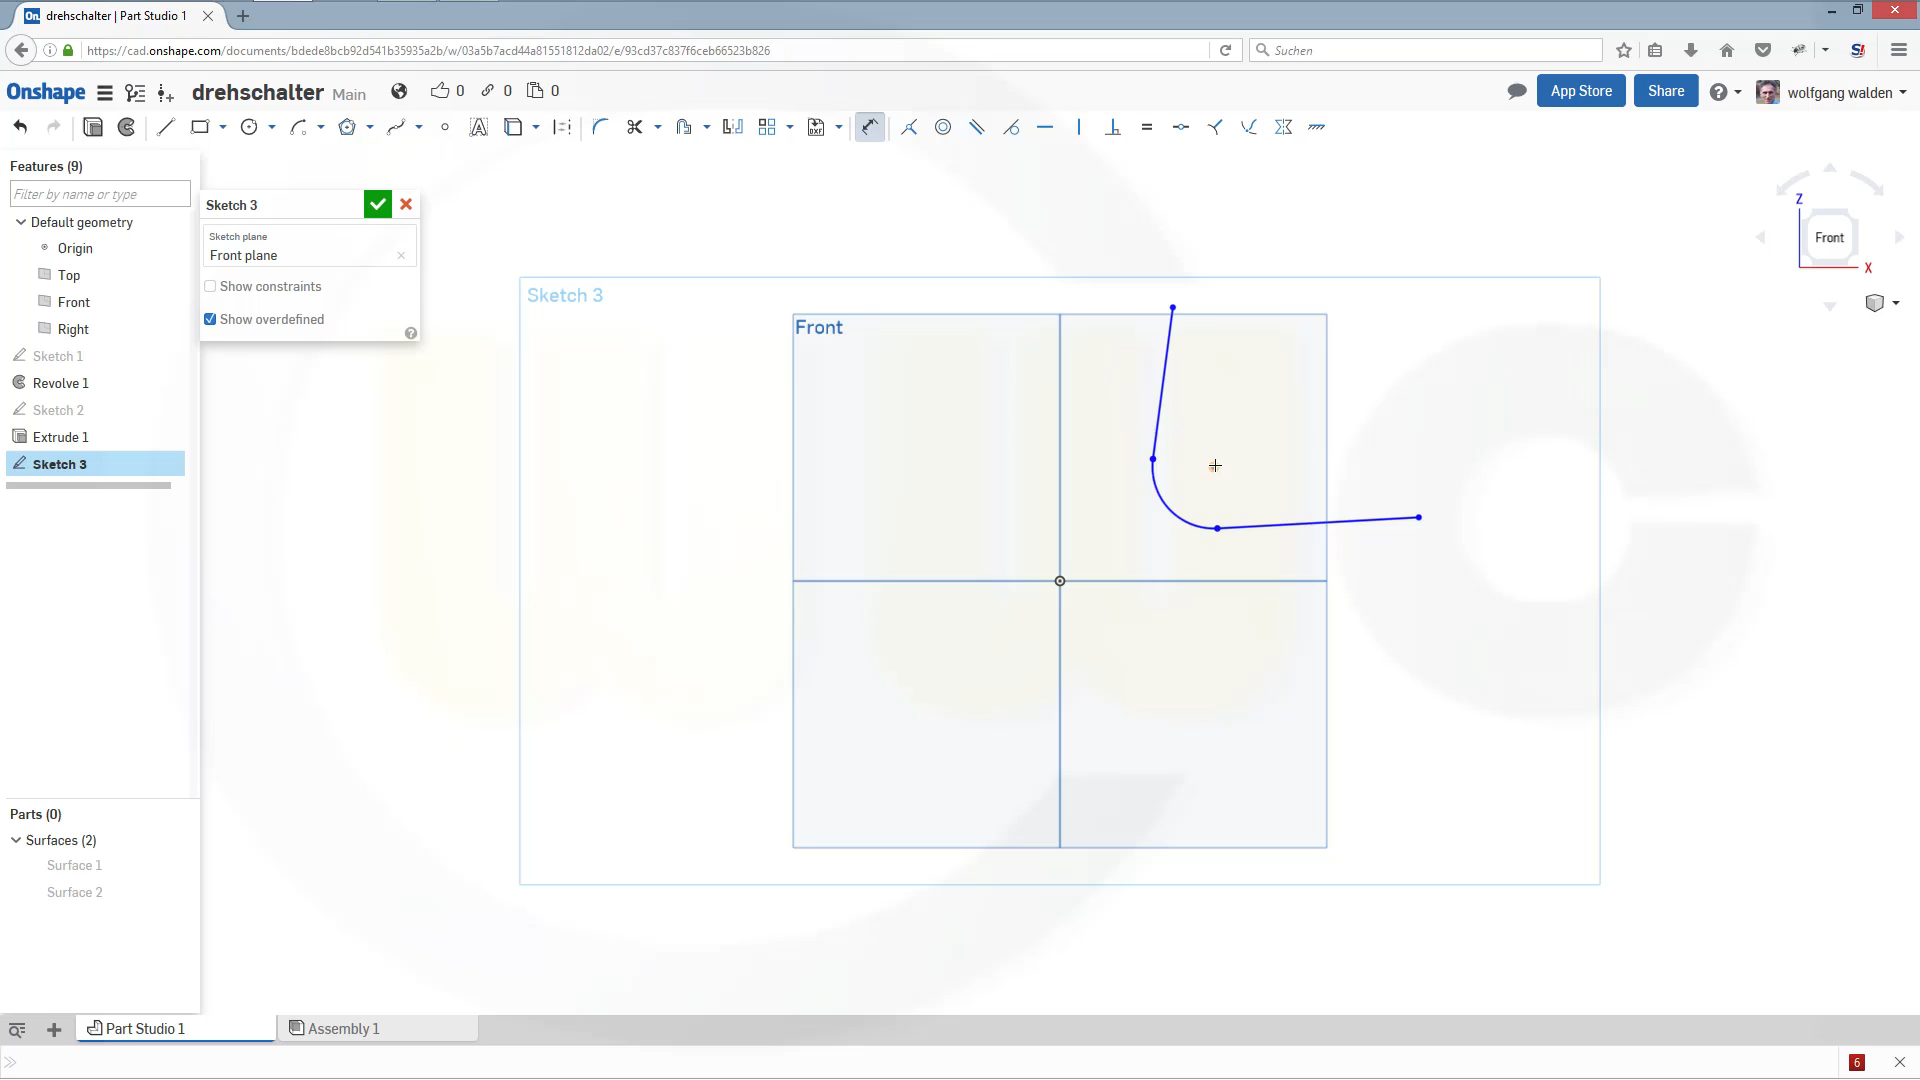 drehschalter | Part Studio 1
https://cad.onshape.com/documents/bdede8bcb92d541b35935a2b/w/03a5b7acd44a81551812da02/e/93cd37c837f6ceb66523b826
Suchen
Onshape
drehschalter Main
0
0
0
App Store
Share
wolfgang walden
Features (9)
Filter by name or type
Default geometry
Origin
Top
Front
Right
Sketch 1
Revolve 1
Sketch 2
Extrude 1
Sketch 3
Sketch 3
Sketch plane
Front plane
Show constraints
Show overdefined
Sketch 3
Front
Z
Front
X
Parts (0)
Surfaces (2)
Surface 1
Surface 2
Part Studio 1
Assembly 1
6